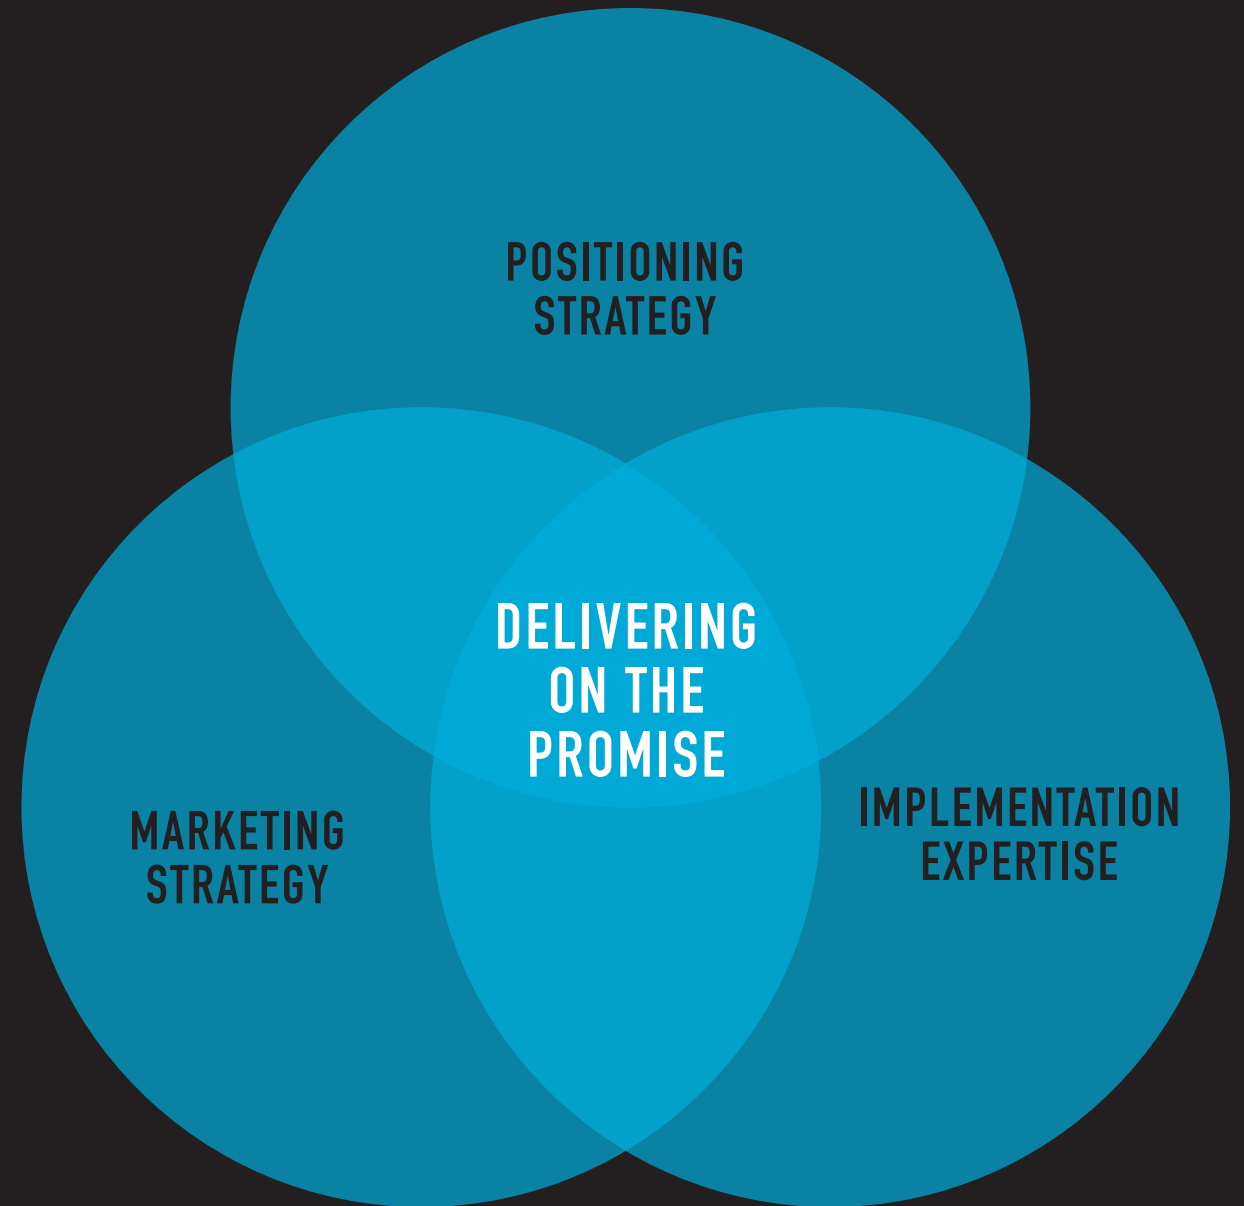 POSITIONING
STRATEGY
DELIVERING
ON THE
PROMISE
MARKETING
STRATEGY
IMPLEMENTATION
EXPERTISE